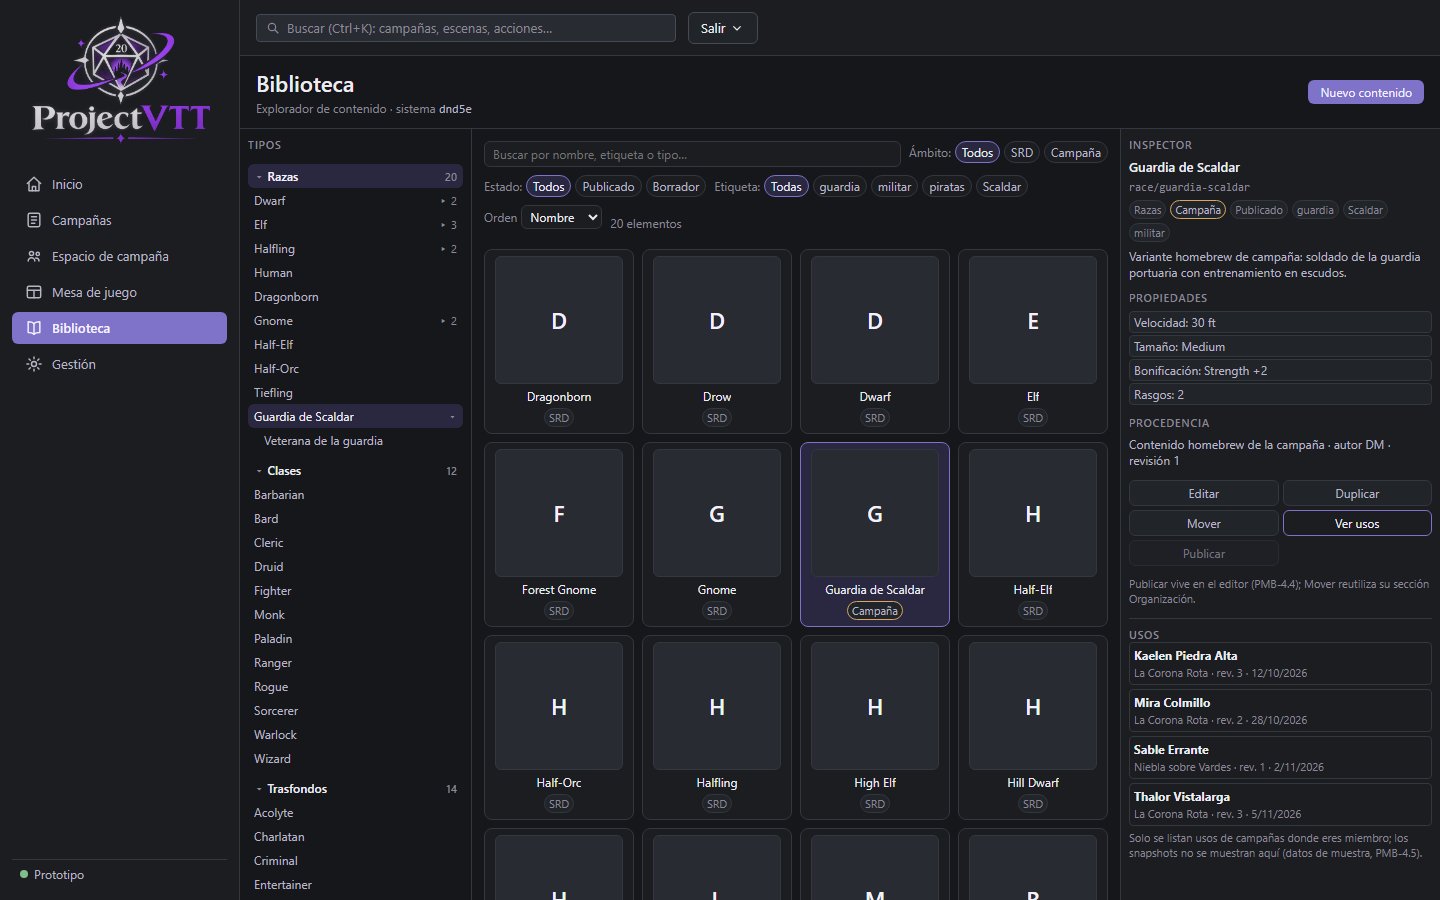 20
ProjectVTT
Inicio
Campañas
Espacio de campaña
Mesa de juego
Biblioteca
Gestión
Prototipo
Buscar (Ctrl+K): campañas, escenas, acciones...
Salir
Biblioteca
Explorador de contenido · sistema dnd5e
Nuevo contenido
TIPOS
Razas 20
Dwarf 2
Elf 3
Halfling 2
Human
Dragonborn
Gnome 2
Half-Elf
Half-Orc
Tiefling
Guardia de Scaldar
Veterana de la guardia
Clases 12
Barbarian
Bard
Cleric
Druid
Fighter
Monk
Paladin
Ranger
Rogue
Sorcerer
Warlock
Wizard
Trasfondos 14
Acolyte
Charlatan
Criminal
Entertainer
Buscar por nombre, etiqueta o tipo...
Ámbito: Todos SRD Campaña
Estado: Todos Publicado Borrador Etiqueta: Todas guardia militar piratas Scaldar
Orden Nombre 20 elementos
D D D E
Dragonborn Drow Dwarf Elf
SRD SRD SRD SRD
F G G H
Forest Gnome Gnome Guardia de Scaldar Half-Elf
SRD SRD Campaña SRD
H H H H
Half-Orc Halfling High Elf Hill Dwarf
SRD SRD SRD SRD
INSPECTOR
Guardia de Scaldar
race/guardia-scaldar
Razas Campaña Publicado guardia Scaldar
militar
Variante homebrew de campaña: soldado de la guardia
portuaria con entrenamiento en escudos.
PROPIEDADES
Velocidad: 30 ft
Tamaño: Medium
Bonificación: Strength +2
Rasgos: 2
PROCEDENCIA
Contenido homebrew de la campaña · autor DM ·
revisión 1
Editar Duplicar
Mover Ver usos
Publicar
Publicar vive en el editor (PMB-4.4); Mover reutiliza su sección
Organización.
USOS
Kaelen Piedra Alta
La Corona Rota · rev. 3 · 12/10/2026
Mira Colmillo
La Corona Rota · rev. 2 · 28/10/2026
Sable Errante
Niebla sobre Vardes · rev. 1 · 2/11/2026
Thalor Vistalarga
La Corona Rota · rev. 3 · 5/11/2026
Solo se listan usos de campañas donde eres miembro; los
snapshots no se muestran aquí (datos de muestra, PMB-4.5).